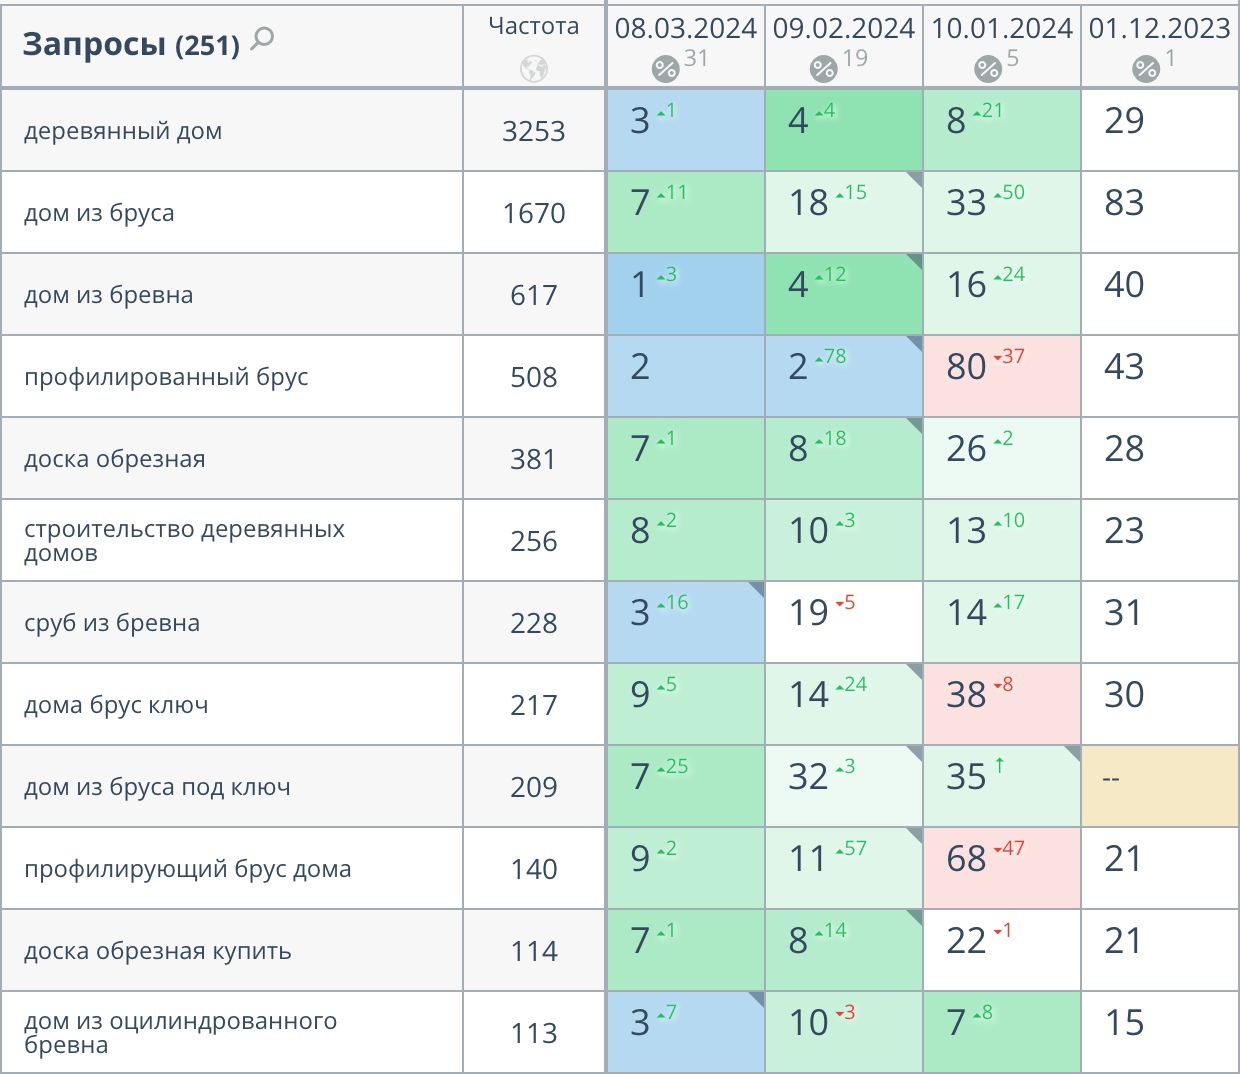 Запросы (251) Частота 08.03.2024 09.02.2024 10.01.2024 01.12.2023
% 31 % 19 % 5 % 1
деревянный дом 3253 3 ▲1 4 ▲4 8 ▲21 29
дом из бруса 1670 7 ▲11 18 ▲15 33 ▲50 83
дом из бревна 617 1 ▲3 4 ▲12 16 ▲24 40
профилированный брус 508 2 2 ▲78 80 ▼37 43
доска обрезная 381 7 ▲1 8 ▲18 26 ▲2 28
строительство деревянных
домов 256 8 ▲2 10 ▲3 13 ▲10 23
сруб из бревна 228 3 ▲16 19 ▼5 14 ▲17 31
дома брус ключ 217 9 ▲5 14 ▲24 38 ▼8 30
дом из бруса под ключ 209 7 ▲25 32 ▲3 35 ↑ --
профилирующий брус дома 140 9 ▲2 11 ▲57 68 ▼47 21
доска обрезная купить 114 7 ▲1 8 ▲14 22 ▼1 21
дом из оцилиндрованного
бревна 113 3 ▲7 10 ▼3 7 ▲8 15